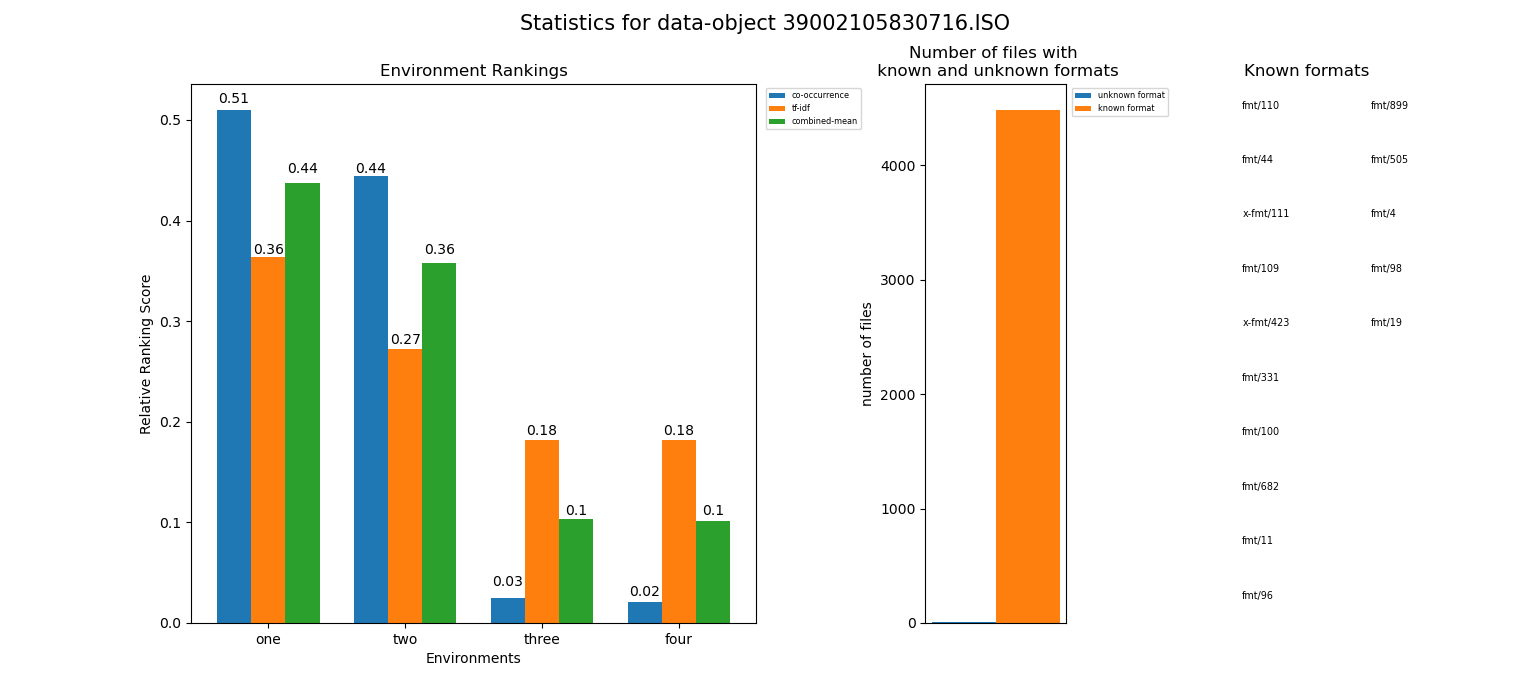 Statistics for data-object 39002105830716.ISO
Environment Rankings
0.51
0.36
0.44
0.44
0.27
0.36
0.03
0.18
0.1
0.02
0.18
0.1
0.5
0.4
0.3
0.2
0.1
0.0
Relative Ranking Score
one
two
three
four
Environments
co-occurrence
tf-idf
combined-mean
Number of files with
known and unknown formats
4000
3000
2000
1000
0
number of files
unknown format
known format
Known formats
fmt/110
fmt/899
fmt/44
fmt/505
x-fmt/111
fmt/4
fmt/109
fmt/98
x-fmt/423
fmt/19
fmt/331
fmt/100
fmt/682
fmt/11
fmt/96